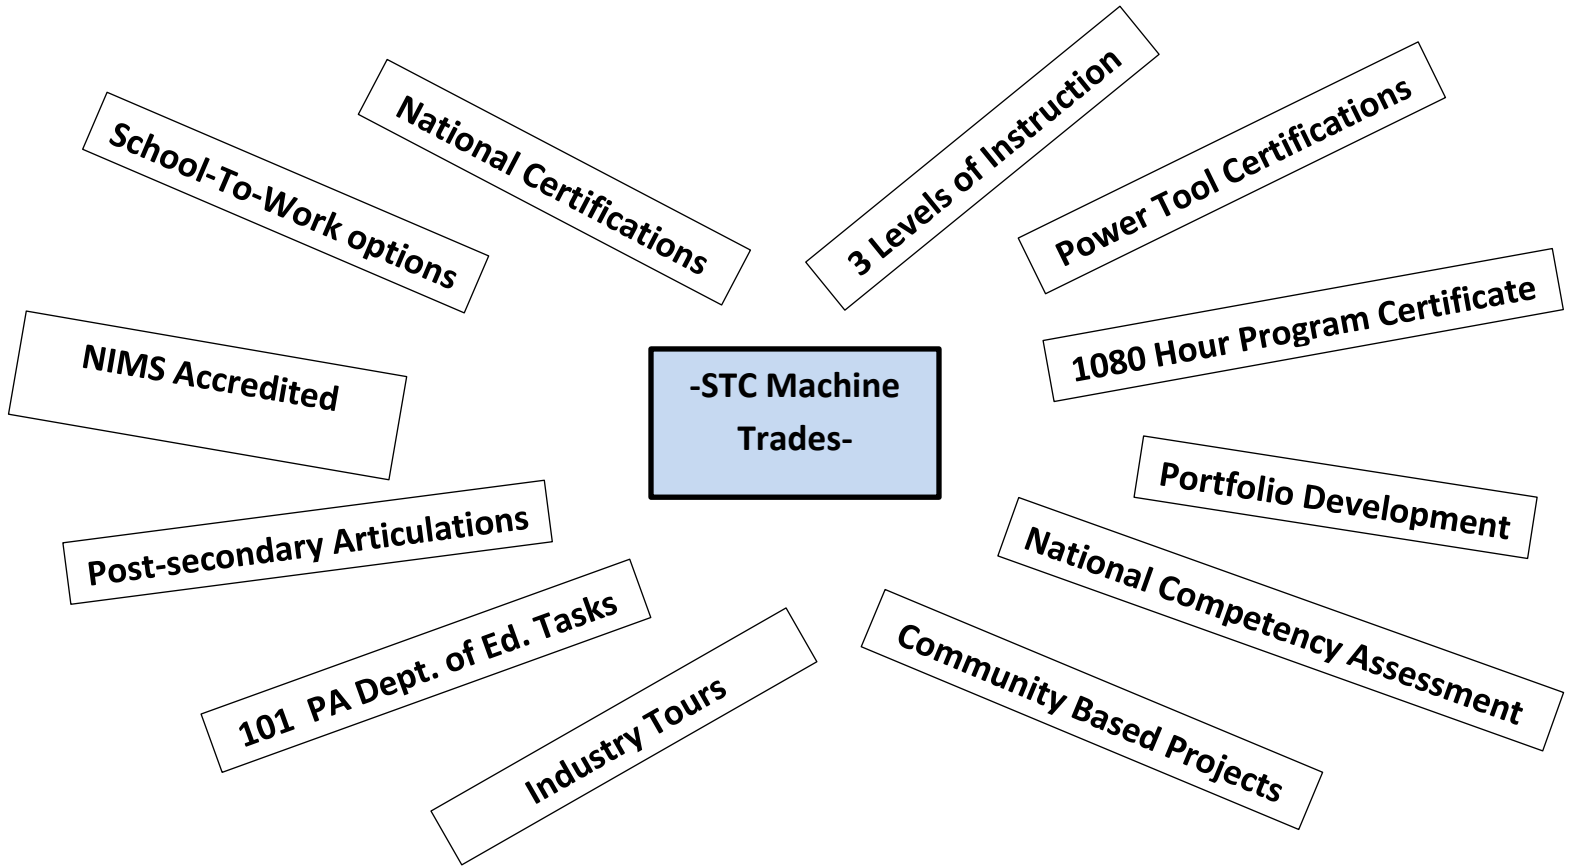 National Certifications
3 Levels of Instruction
Power Tool Certifications
School-To-Work options
1080 Hour Program Certificate
NIMS Accredited
-STC Machine
Trades-
Portfolio Development
Post-secondary Articulations
National Competency Assessment
101  PA Dept. of Ed. Tasks
Community Based Projects
Industry Tours